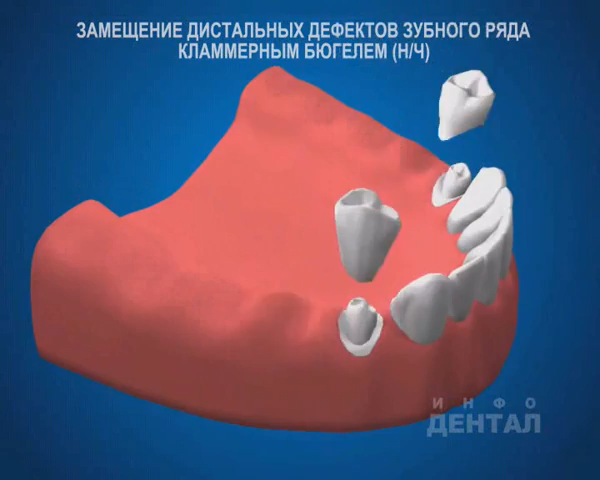 ЗАМЕЩЕНИЕ ДИСТАЛЬНЫХ ДЕФЕКТОВ ЗУБНОГО РЯДА
КЛАММЕРНЫМ БЮГЕЛЕМ (Н/Ч)
ИНФО
ДЕНТАЛ